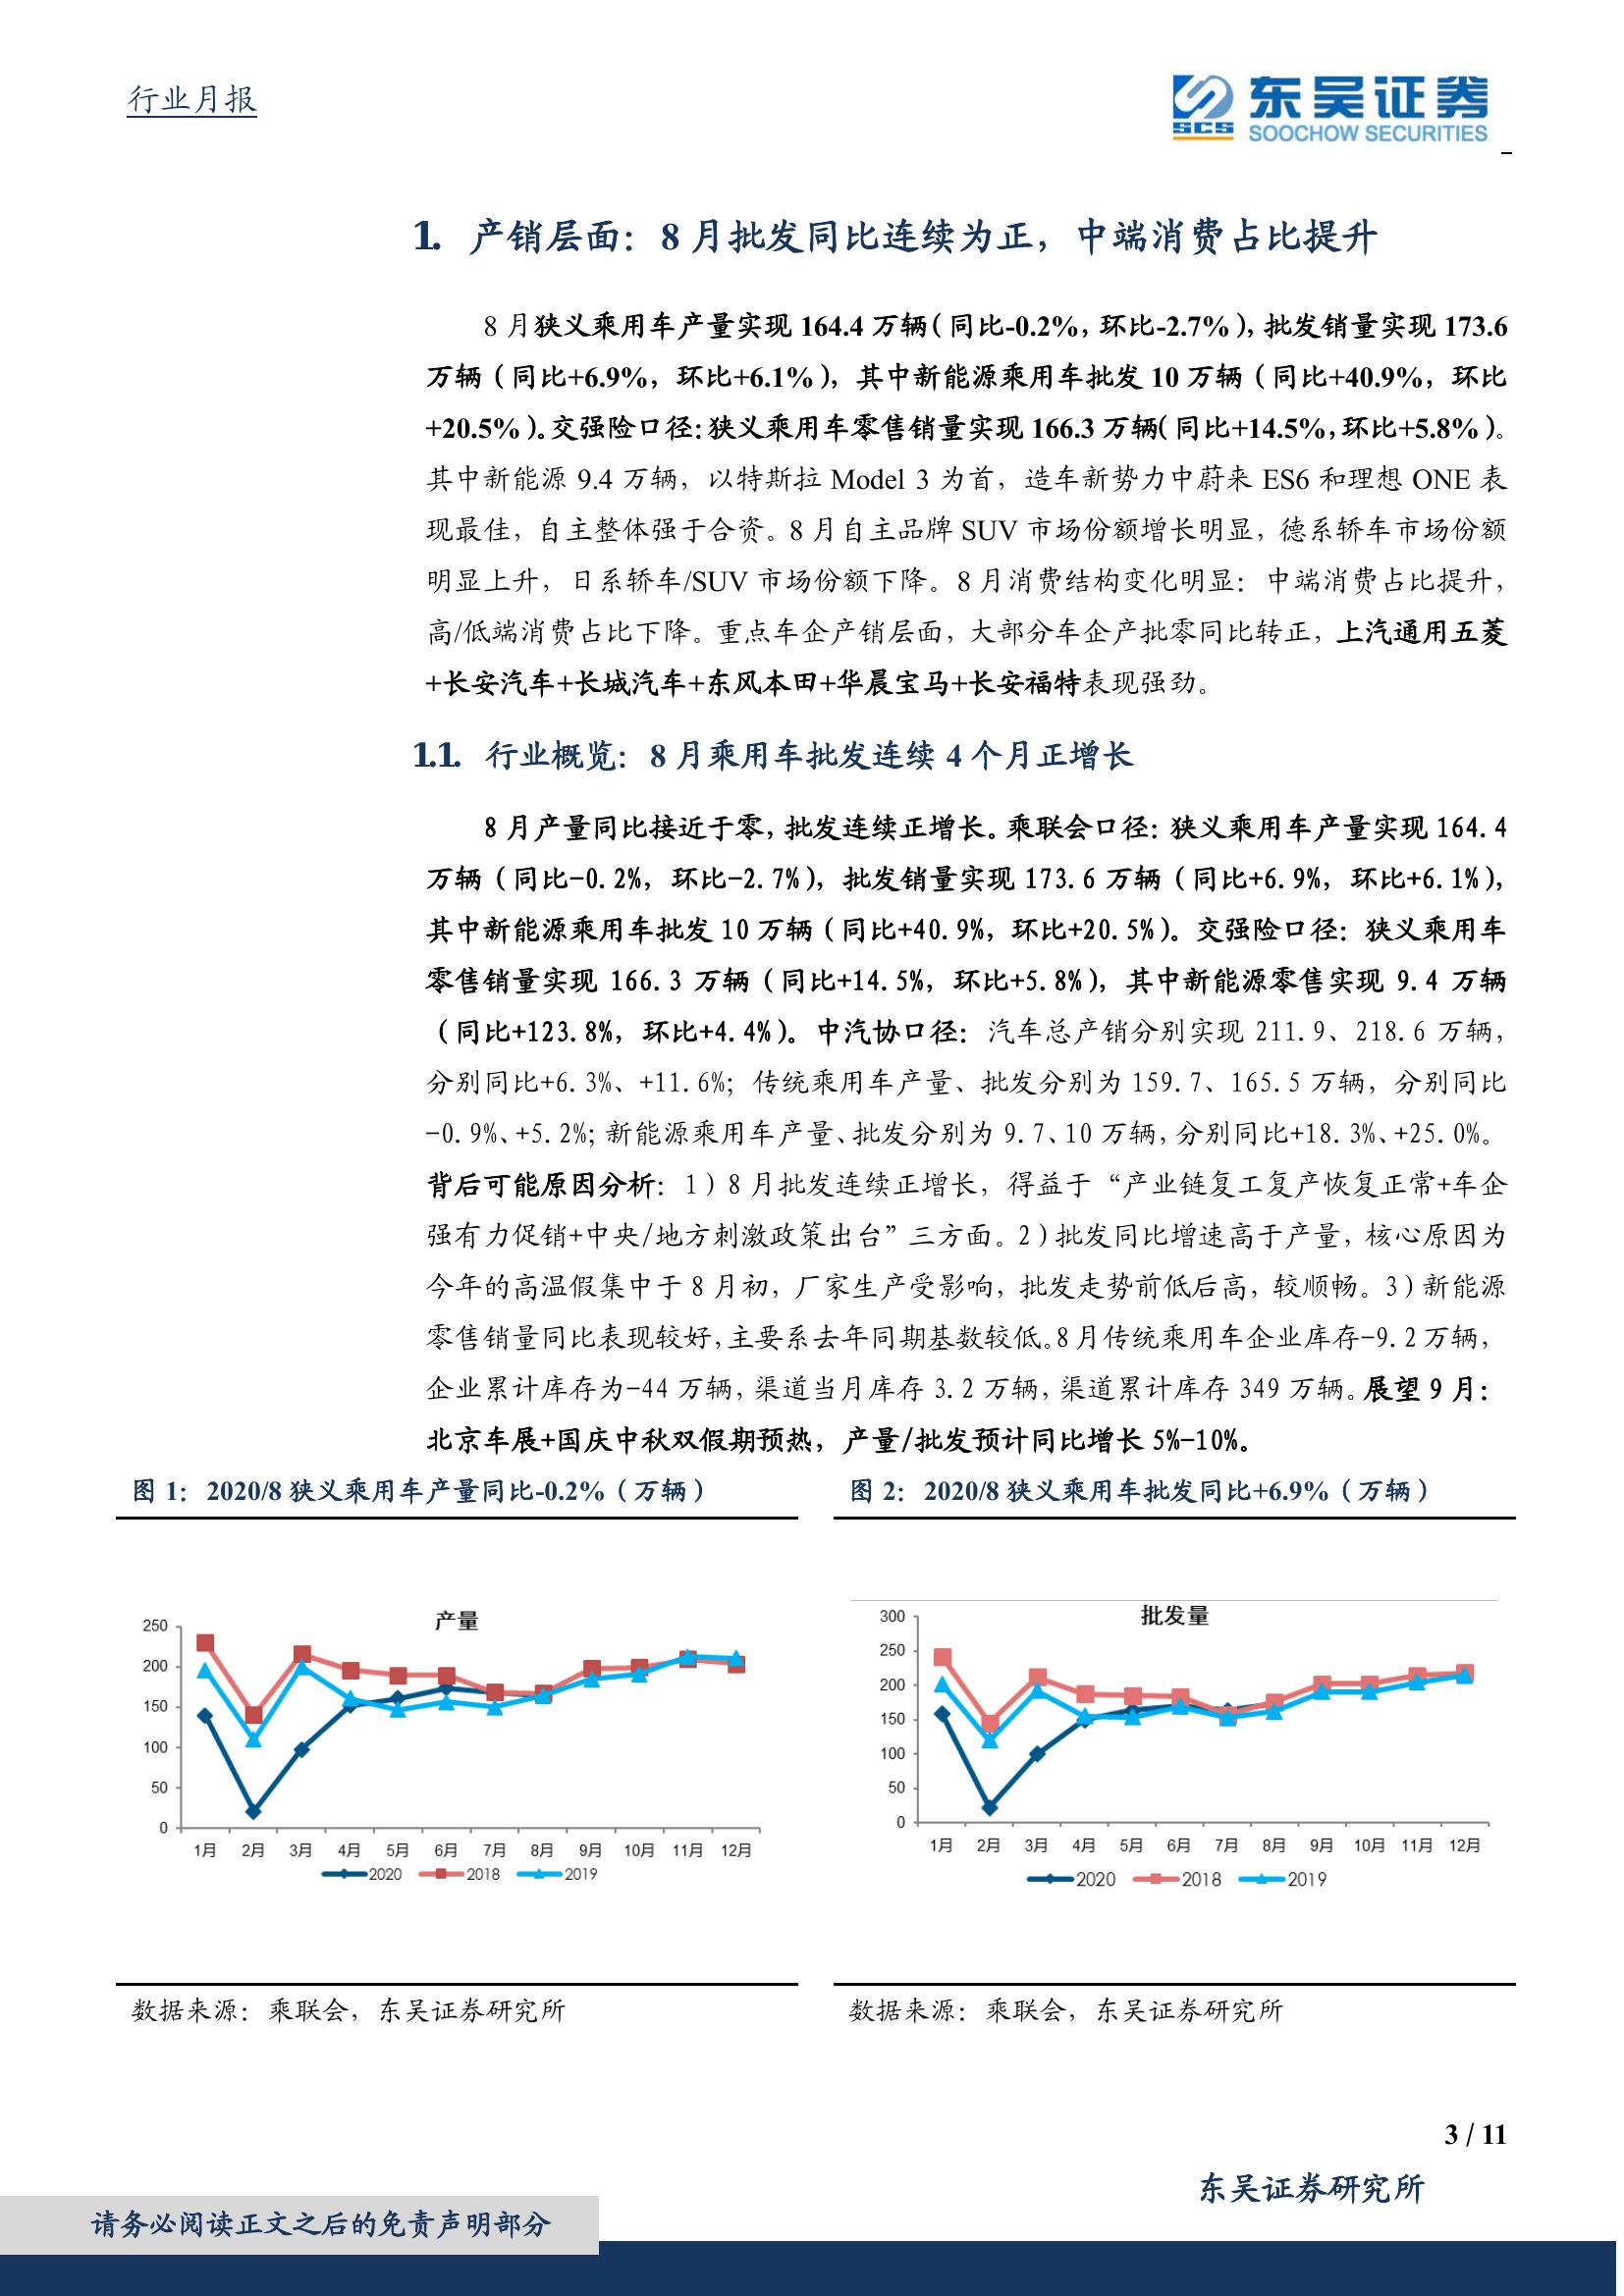 行业月报
SCS 东吴证券
SOOCHOW SECURITIES
1. 产销层面：8 月批发同比连续为正，中端消费占比提升
8 月狭义乘用车产量实现 164.4 万辆（同比-0.2%，环比-2.7%），批发销量实现 173.6
万辆（同比+6.9%，环比+6.1%），其中新能源乘用车批发 10 万辆（同比+40.9%，环比
+20.5%）。交强险口径：狭义乘用车零售销量实现 166.3 万辆（同比+14.5%，环比+5.8%）。
其中新能源 9.4 万辆，以特斯拉 Model 3 为首，造车新势力中蔚来 ES6 和理想 ONE 表
现最佳，自主整体强于合资。8 月自主品牌 SUV 市场份额增长明显，德系轿车市场份额
明显上升，日系轿车/SUV 市场份额下降。8 月消费结构变化明显：中端消费占比提升，
高/低端消费占比下降。重点车企产销层面，大部分车企产批零同比转正，上汽通用五菱
+长安汽车+长城汽车+东风本田+华晨宝马+长安福特表现强劲。
1.1. 行业概览：8 月乘用车批发连续 4 个月正增长
8 月产量同比接近于零，批发连续正增长。乘联会口径：狭义乘用车产量实现 164.4
万辆（同比-0.2%，环比-2.7%），批发销量实现 173.6 万辆（同比+6.9%，环比+6.1%），
其中新能源乘用车批发 10 万辆（同比+40.9%，环比+20.5%）。交强险口径：狭义乘用车
零售销量实现 166.3 万辆（同比+14.5%，环比+5.8%），其中新能源零售实现 9.4 万辆
（同比+123.8%，环比+4.4%）。中汽协口径：汽车总产销分别实现 211.9、218.6 万辆，
分别同比+6.3%、+11.6%；传统乘用车产量、批发分别为 159.7、165.5 万辆，分别同比
-0.9%、+5.2%；新能源乘用车产量、批发分别为 9.7、10 万辆，分别同比+18.3%、+25.0%。
背后可能原因分析：1）8 月批发连续正增长，得益于“产业链复工复产恢复正常+车企
强有力促销+中央/地方刺激政策出台”三方面。2）批发同比增速高于产量，核心原因为
今年的高温假集中于 8 月初，厂家生产受影响，批发走势前低后高，较顺畅。3）新能源
零售销量同比表现较好，主要系去年同期基数较低。8 月传统乘用车企业库存-9.2 万辆，
企业累计库存为-44 万辆，渠道当月库存 3.2 万辆，渠道累计库存 349 万辆。展望 9 月：
北京车展+国庆中秋双假期预热，产量/批发预计同比增长 5%-10%。
图 1：2020/8 狭义乘用车产量同比-0.2%（万辆）
产量
250
200
150
100
50
0
1月 2月 3月 4月 5月 6月 7月 8月 9月 10月 11月 12月
2020 2018 2019
数据来源：乘联会，东吴证券研究所
图 2：2020/8 狭义乘用车批发同比+6.9%（万辆）
批发量
300
250
200
150
100
50
0
1月 2月 3月 4月 5月 6月 7月 8月 9月 10月 11月 12月
2020 2018 2019
数据来源：乘联会，东吴证券研究所
3 / 11
东吴证券研究所
请务必阅读正文之后的免责声明部分